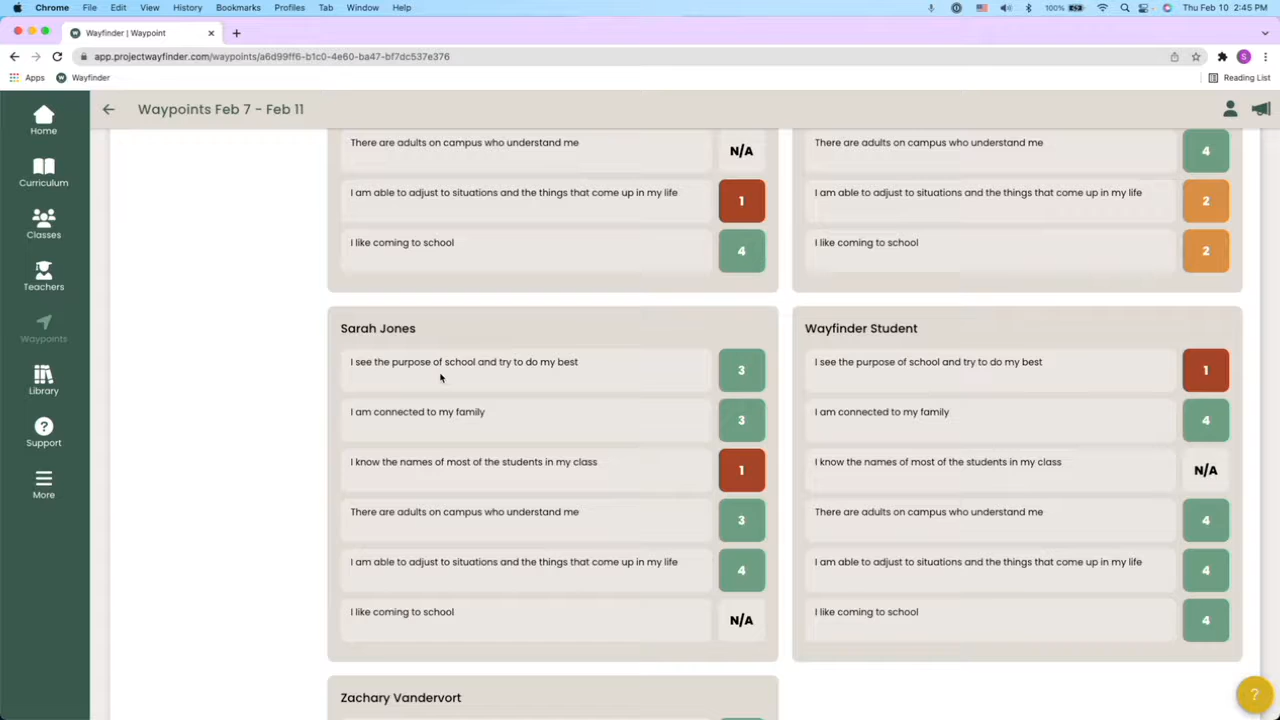 Chrome File Edit View History Bookmarks Profiles Tab Window Help
100% Thu Feb 10 2:45 PM
Wayfinder | Waypoint
app.projectwayfinder.com/waypoints/a6d99ff6-b1c0-4e60-ba47-bf7dc537e376
S
Apps Wayfinder Reading List
Home
Curriculum
Classes
Teachers
Waypoints
Library
Support
More
Waypoints Feb 7 - Feb 11
There are adults on campus who understand me N/A
I am able to adjust to situations and the things that come up in my life 1
I like coming to school 4
There are adults on campus who understand me 4
I am able to adjust to situations and the things that come up in my life 2
I like coming to school 2
Sarah Jones
I see the purpose of school and try to do my best 3
I am connected to my family 3
I know the names of most of the students in my class 1
There are adults on campus who understand me 3
I am able to adjust to situations and the things that come up in my life 4
I like coming to school N/A
Wayfinder Student
I see the purpose of school and try to do my best 1
I am connected to my family 4
I know the names of most of the students in my class N/A
There are adults on campus who understand me 4
I am able to adjust to situations and the things that come up in my life 4
I like coming to school 4
Zachary Vandervort
?